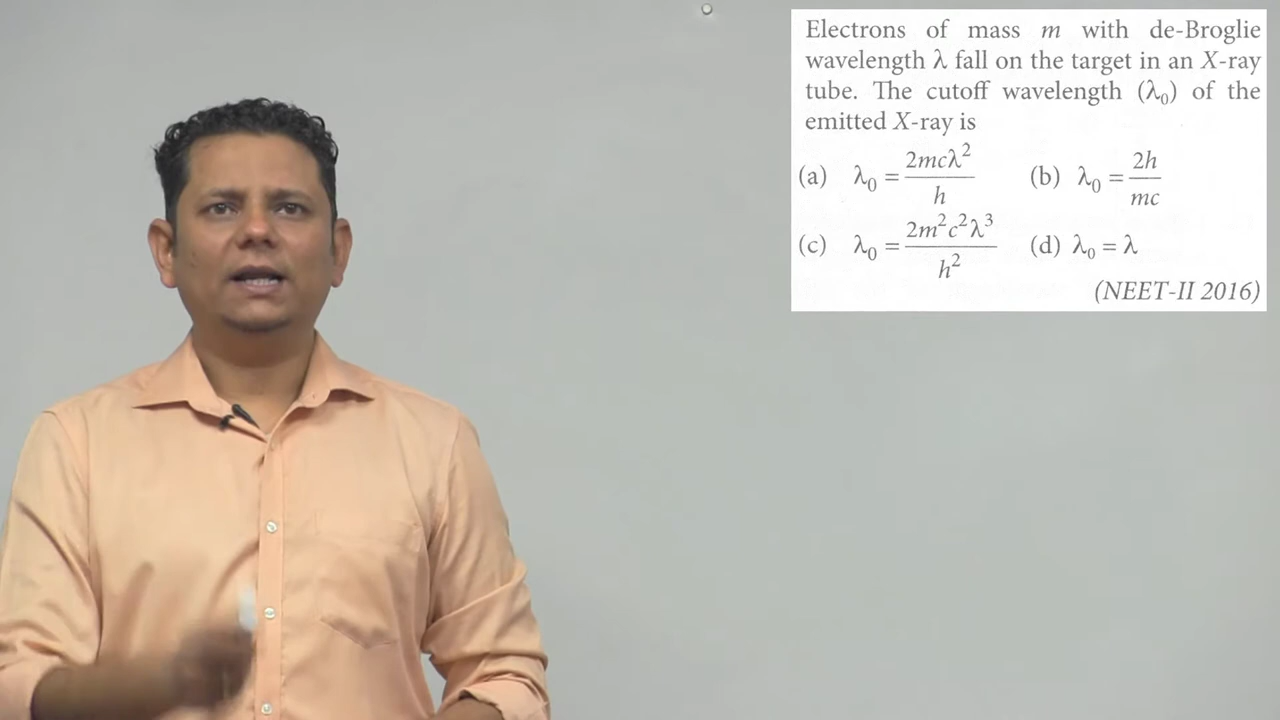 Electrons of mass m with de-Broglie
wavelength λ fall on the target in an X-ray
tube. The cutoff wavelength (λ₀) of the
emitted X-ray is
(a) λ₀ = 2mcλ²/h (b) λ₀ = 2h/mc
(c) λ₀ = 2m²c²λ³/h² (d) λ₀ = λ
(NEET-II 2016)